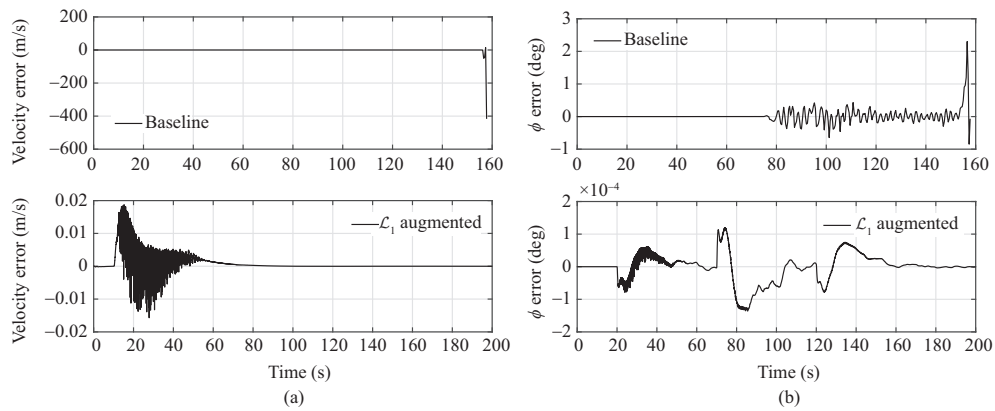 200
0
−200
−400
−600
Velocity error (m/s)
Baseline
0 20 40 60 80 100 120 140 160
0.02
0.01
0
−0.01
−0.02
Velocity error (m/s)
ℒ₁ augmented
0 20 40 60 80 100 120 140 160 180 200
Time (s)
(a)
3
2
1
0
−1
ϕ error (deg)
Baseline
0 20 40 60 80 100 120 140 160
×10⁻⁴
2
1
0
−1
−2
ϕ error (deg)
ℒ₁ augmented
0 20 40 60 80 100 120 140 160 180 200
Time (s)
(b)